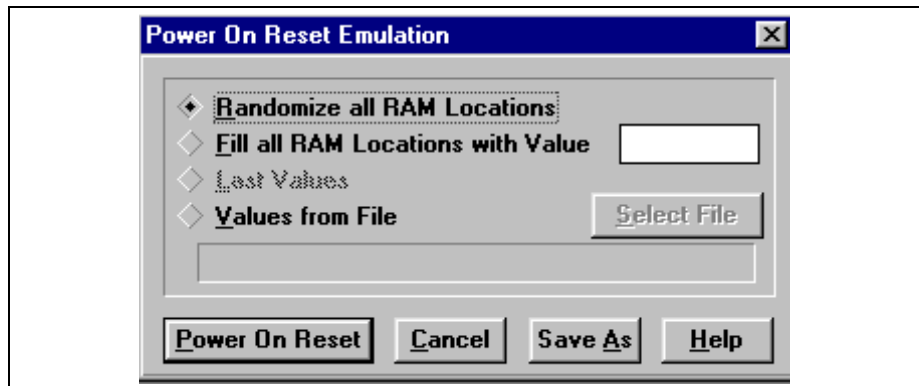 Power On Reset Emulation
Randomize all RAM Locations
Fill all RAM Locations with Value
Last Values
Values from File
Select File
Power On Reset
Cancel
Save As
Help